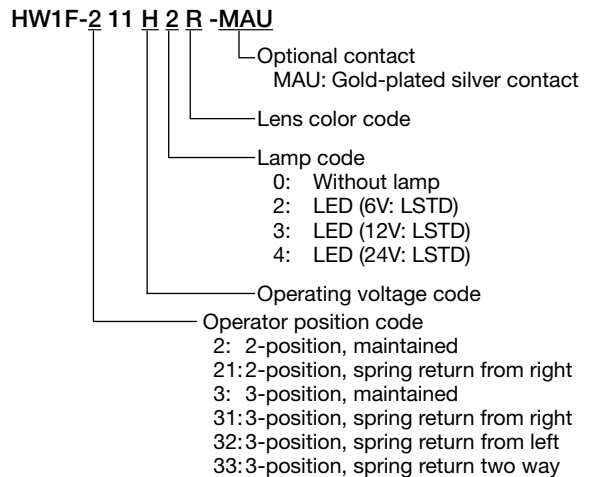 HW1F-2 11 H 2 R -MAU
Optional contact
MAU: Gold-plated silver contact
Lens color code
Lamp code
0: Without lamp
2: LED (6V: LSTD)
3: LED (12V: LSTD)
4: LED (24V: LSTD)
Operating voltage code
Operator position code
2: 2-position, maintained
21: 2-position, spring return from right
3: 3-position, maintained
31: 3-position, spring return from right
32: 3-position, spring return from left
33: 3-position, spring return two way